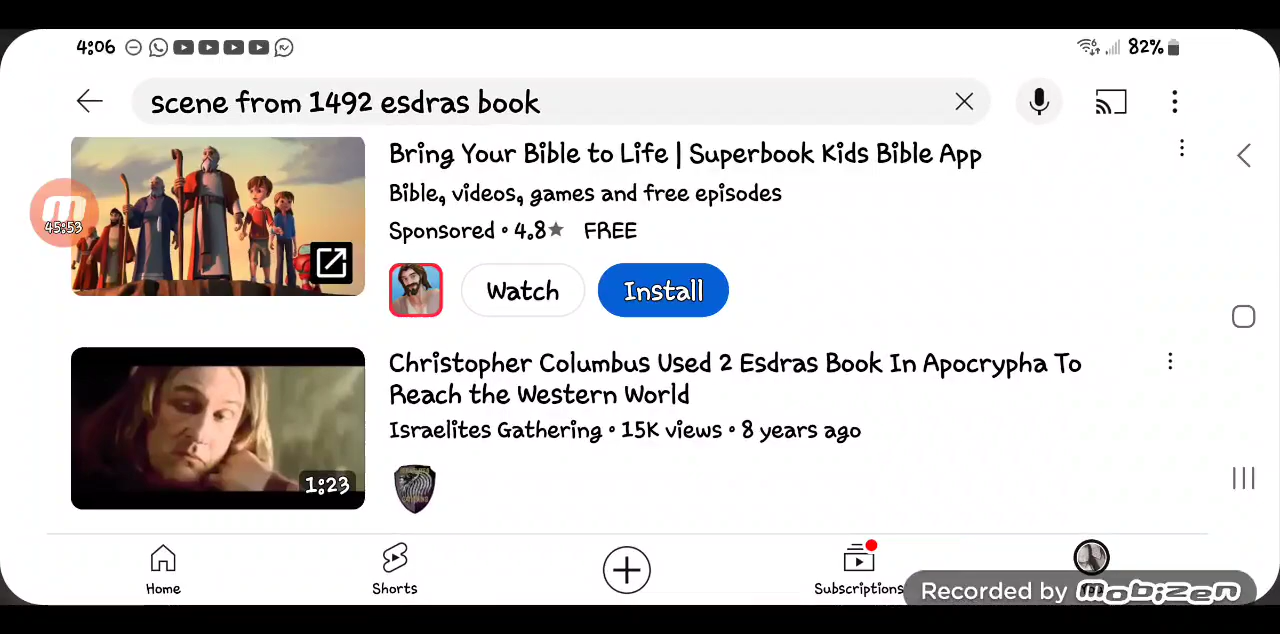 4:06
82%
scene from 1492 esdras book
Bring Your Bible to Life | Superbook Kids Bible App
Bible, videos, games and free episodes
Sponsored • 4.8★ FREE
45:53
Watch
Install
Christopher Columbus Used 2 Esdras Book In Apocrypha To
Reach the Western World
Israelites Gathering • 15K views • 8 years ago
1:23
Home
Shorts
Subscriptions
Recorded by mobizen